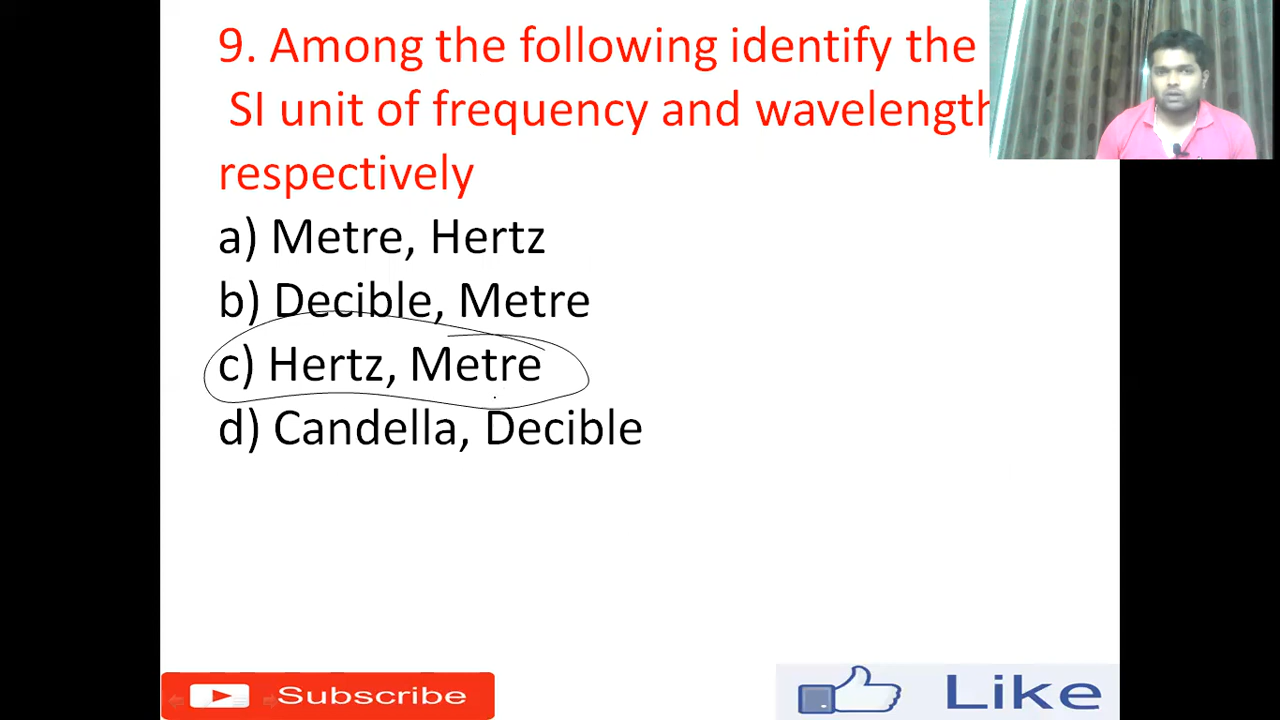 9. Among the following identify the
SI unit of frequency and wavelength
respectively
a) Metre, Hertz
b) Decible, Metre
c) Hertz, Metre
d) Candella, Decible
Subscribe
Like